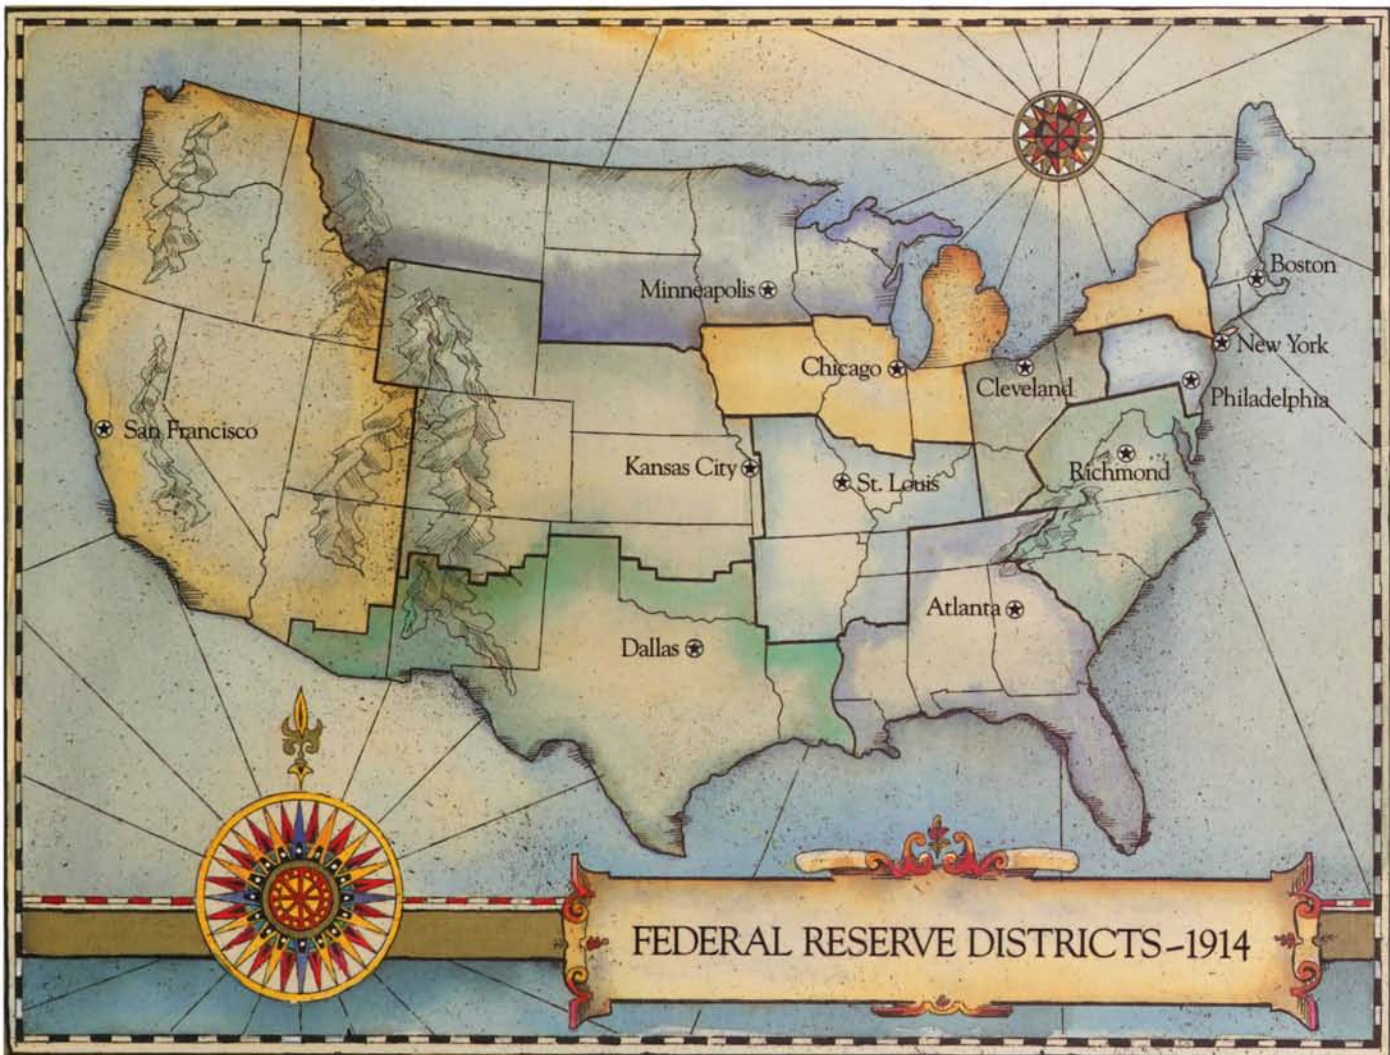 Boston
Minneapolis
New York
Chicago
Cleveland
Philadelphia
San Francisco
Kansas City
St. Louis
Richmond
Atlanta
Dallas
FEDERAL RESERVE DISTRICTS–1914